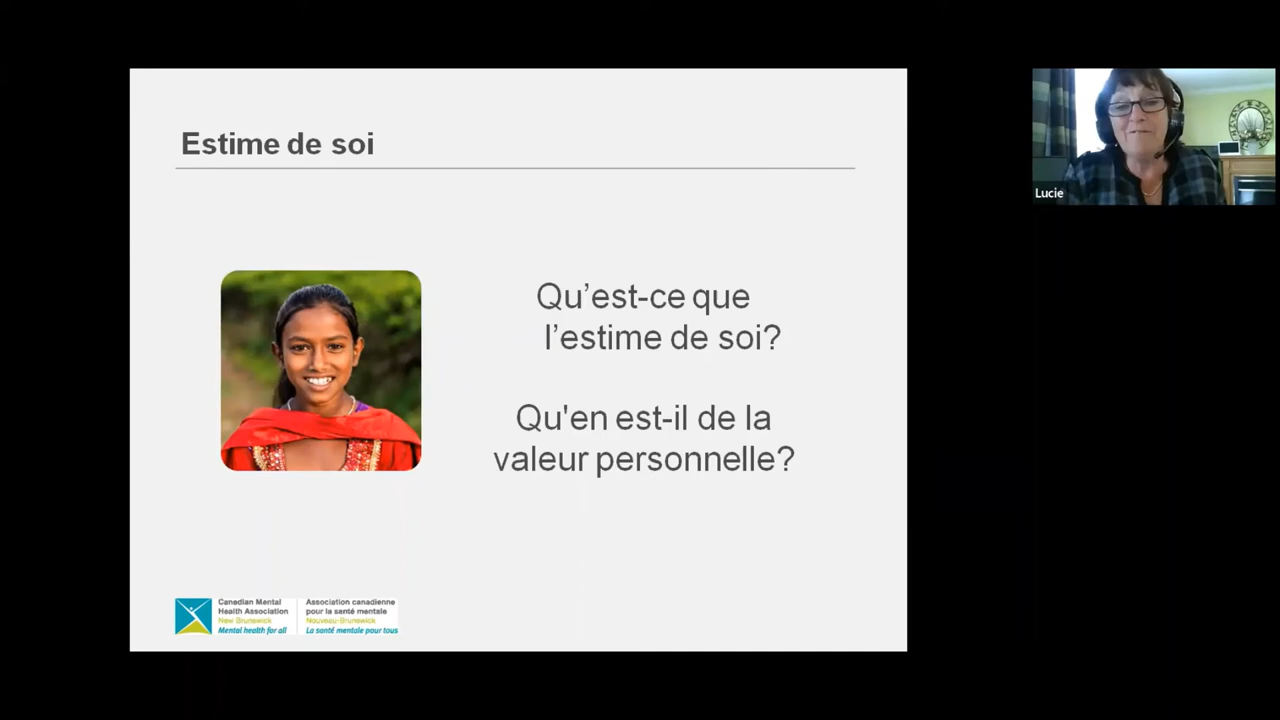 Estime de soi
Qu’est-ce que
l’estime de soi?
Qu'en est-il de la
valeur personnelle?
Canadian Mental
Health Association
New Brunswick
Mental health for all
Association canadienne
pour la santé mentale
Nouveau-Brunswick
La santé mentale pour tous
Lucie